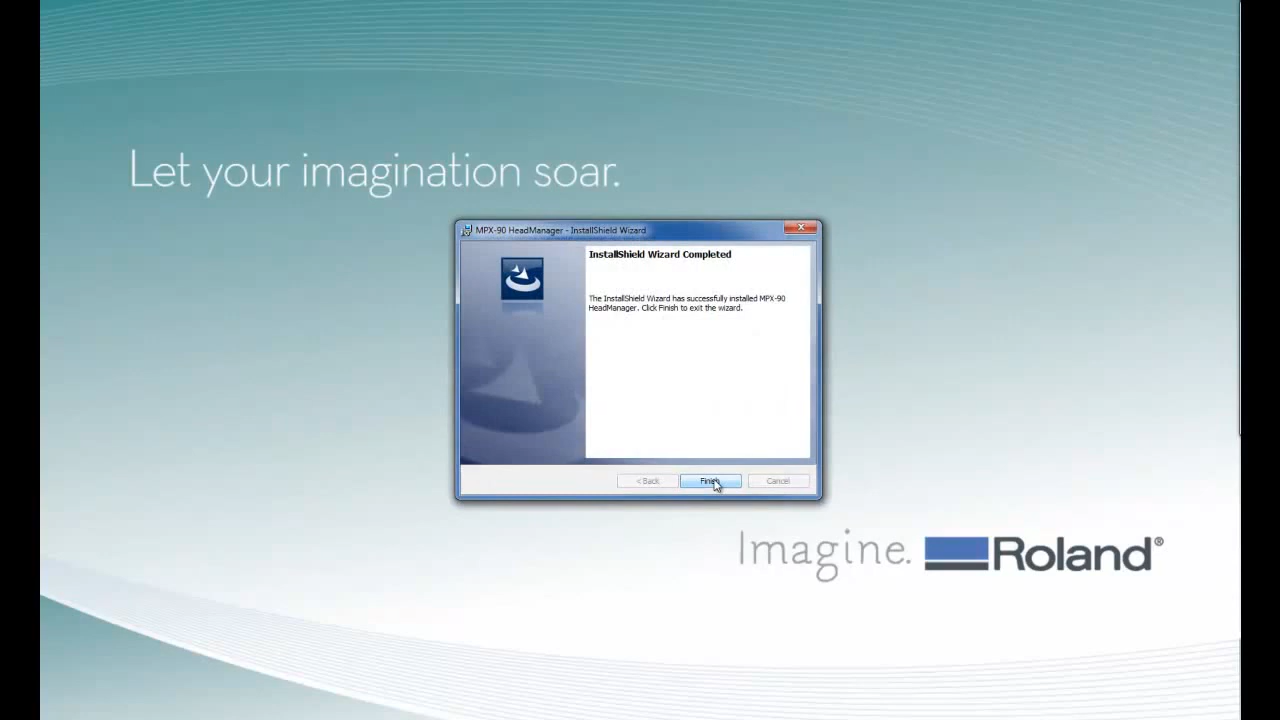 Let your imagination soar.
MPX-90 HeadManager - InstallShield Wizard
InstallShield Wizard Completed
The InstallShield Wizard has successfully installed MPX-90
HeadManager. Click Finish to exit the wizard.
< Back
Finish
Cancel
Imagine. Roland®